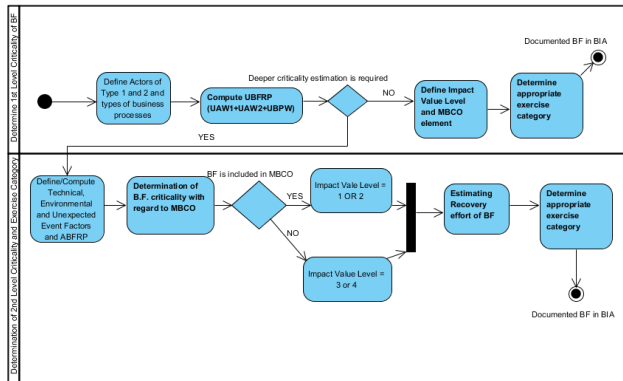 Determine 1st Level Criticality of BF
Documented BF in BIA
Define Actors of
Type 1 and 2 and
types of business
processes
Compute UBFRP
(UAW1+UAW2+UBPW)
Deeper criticality estimation is required
NO
Define Impact
Value Level
and MBCO
element
Determine
appropriate
exercise
category
YES
Determination of 2nd Level Criticality and Exercise Category
Define/Compute
Technical,
Environmental
and Unexpected
Event Factors
and ABFRP
Determination of
B.F. criticality with
regard to MBCO
BF is included in MBCO
YES
Impact Vale Level =
1 OR 2
NO
Impact Value Level =
3 or 4
Estimating
Recovery
effort of BF
Determine
appropriate
exercise
category
Documented BF in BIA